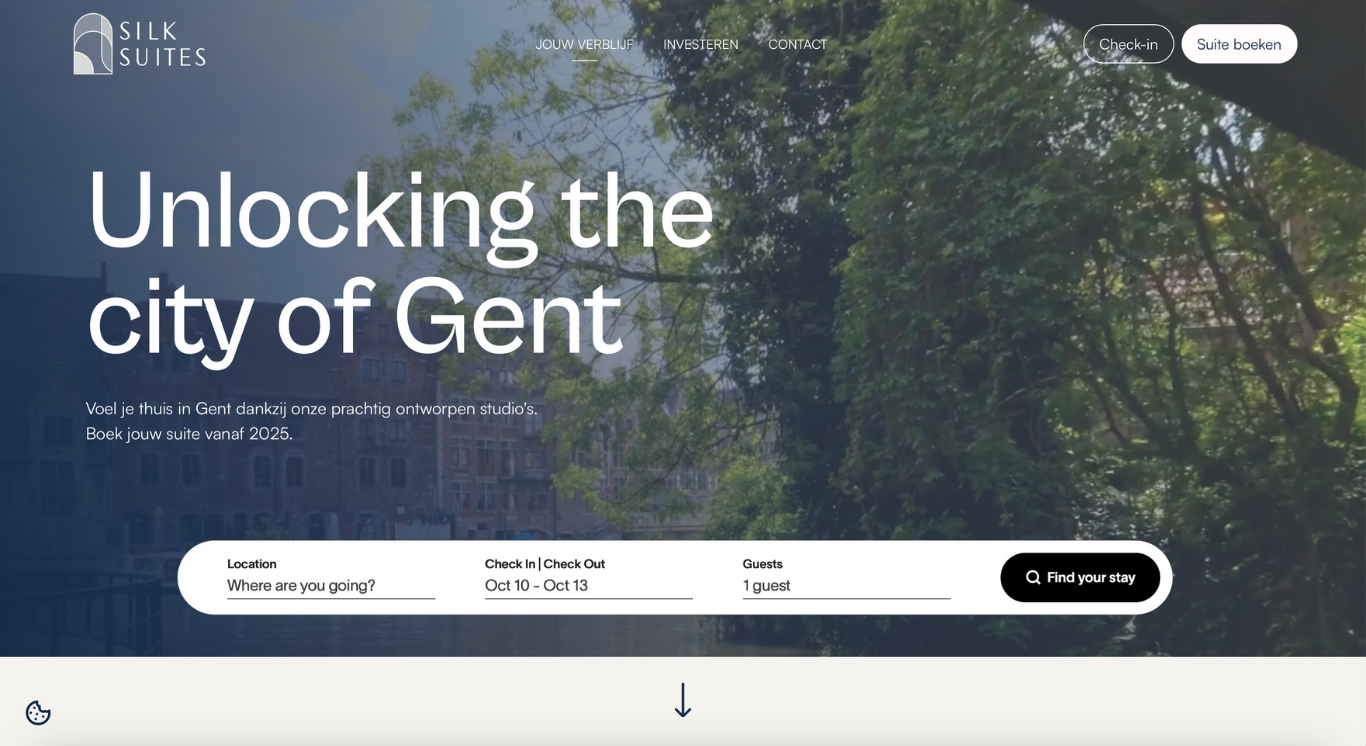 SILK
SUITES
JOUW VERBLIJF
INVESTEREN
CONTACT
Check-in
Suite boeken
Unlocking the
city of Gent
Voel je thuis in Gent dankzij onze prachtig ontworpen studio's.
Boek jouw suite vanaf 2025.
Location
Where are you going?
Check In | Check Out
Oct 10 - Oct 13
Guests
1 guest
Find your stay